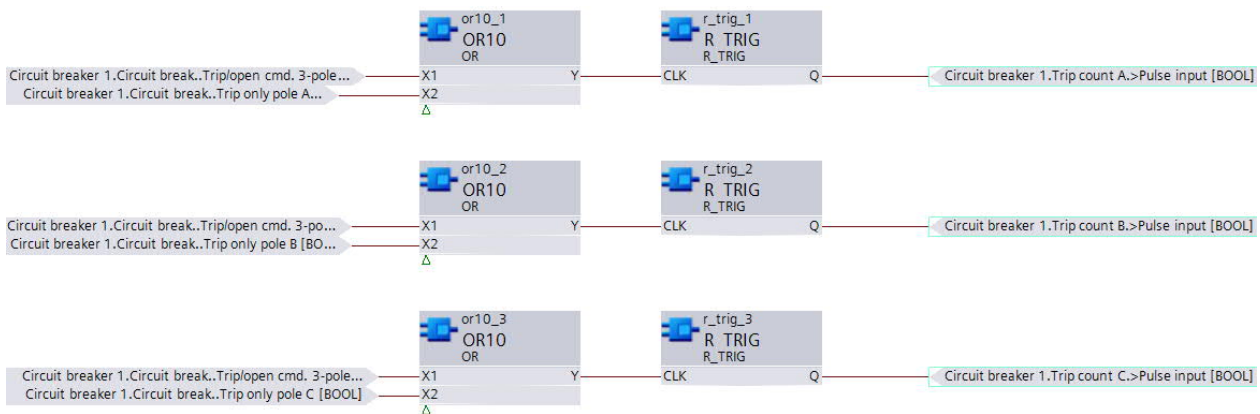 or10_1
OR10
OR
r_trig_1
R_TRIG
R_TRIG
Circuit breaker 1.Circuit break..Trip/open cmd. 3-pole...
X1
Y
CLK
Q
Circuit breaker 1.Trip count A.>Pulse input [BOOL]
Circuit breaker 1.Circuit break..Trip only pole A...
X2
or10_2
OR10
OR
r_trig_2
R_TRIG
R_TRIG
Circuit breaker 1.Circuit break..Trip/open cmd. 3-po...
X1
Y
CLK
Q
Circuit breaker 1.Trip count B.>Pulse input [BOOL]
Circuit breaker 1.Circuit break..Trip only pole B [BO...
X2
or10_3
OR10
OR
r_trig_3
R_TRIG
R_TRIG
Circuit breaker 1.Circuit break..Trip/open cmd. 3-pole...
X1
Y
CLK
Q
Circuit breaker 1.Trip count C.>Pulse input [BOOL]
Circuit breaker 1.Circuit break..Trip only pole C [BOOL]
X2